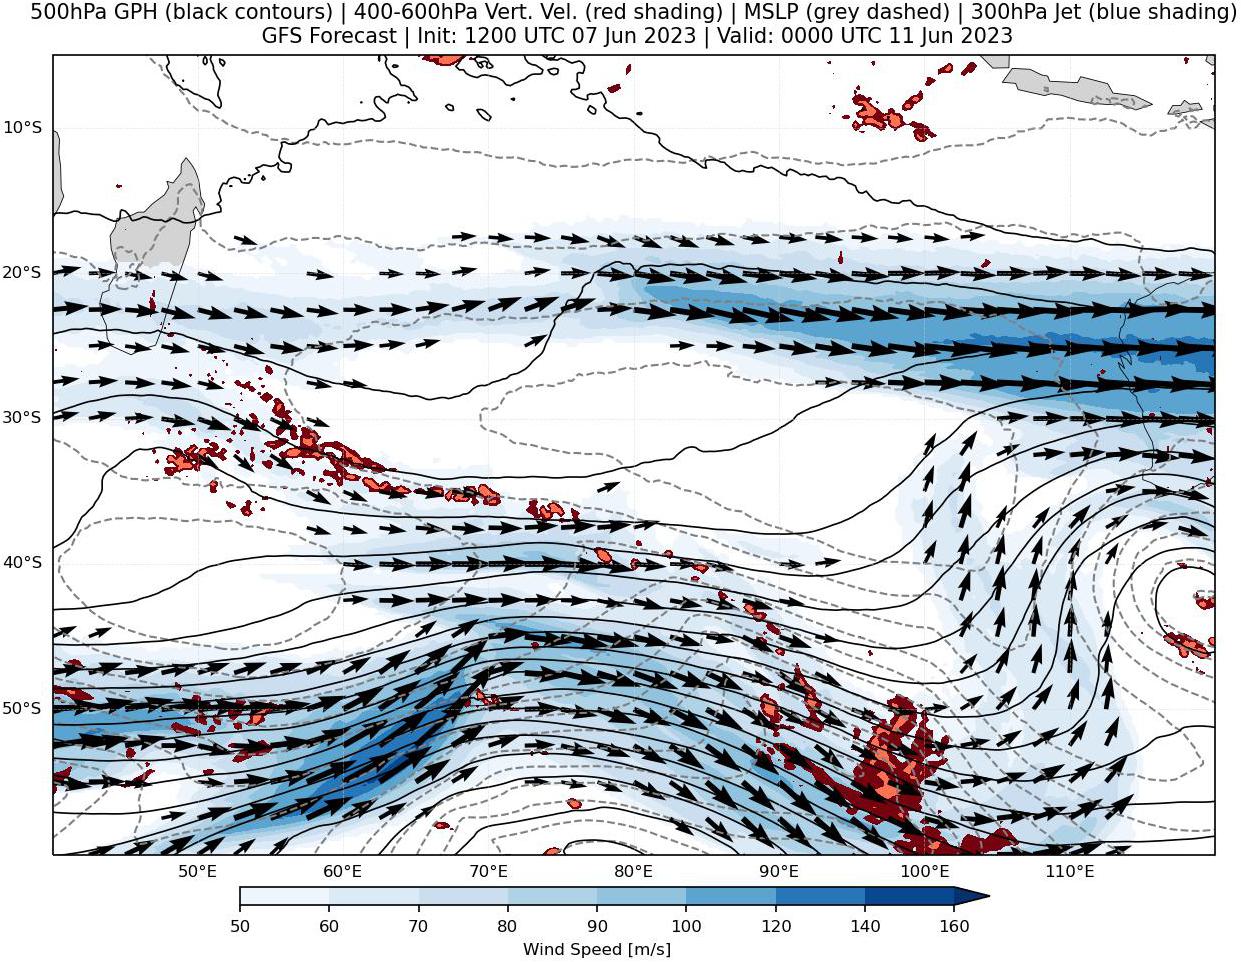 500hPa GPH (black contours) | 400-600hPa Vert. Vel. (red shading) | MSLP (grey dashed) | 300hPa Jet (blue shading)
GFS Forecast | Init: 1200 UTC 07 Jun 2023 | Valid: 0000 UTC 11 Jun 2023
10°S
20°S
30°S
40°S
50°S
50°E 60°E 70°E 80°E 90°E 100°E 110°E
50 60 70 80 90 100 120 140 160
Wind Speed [m/s]